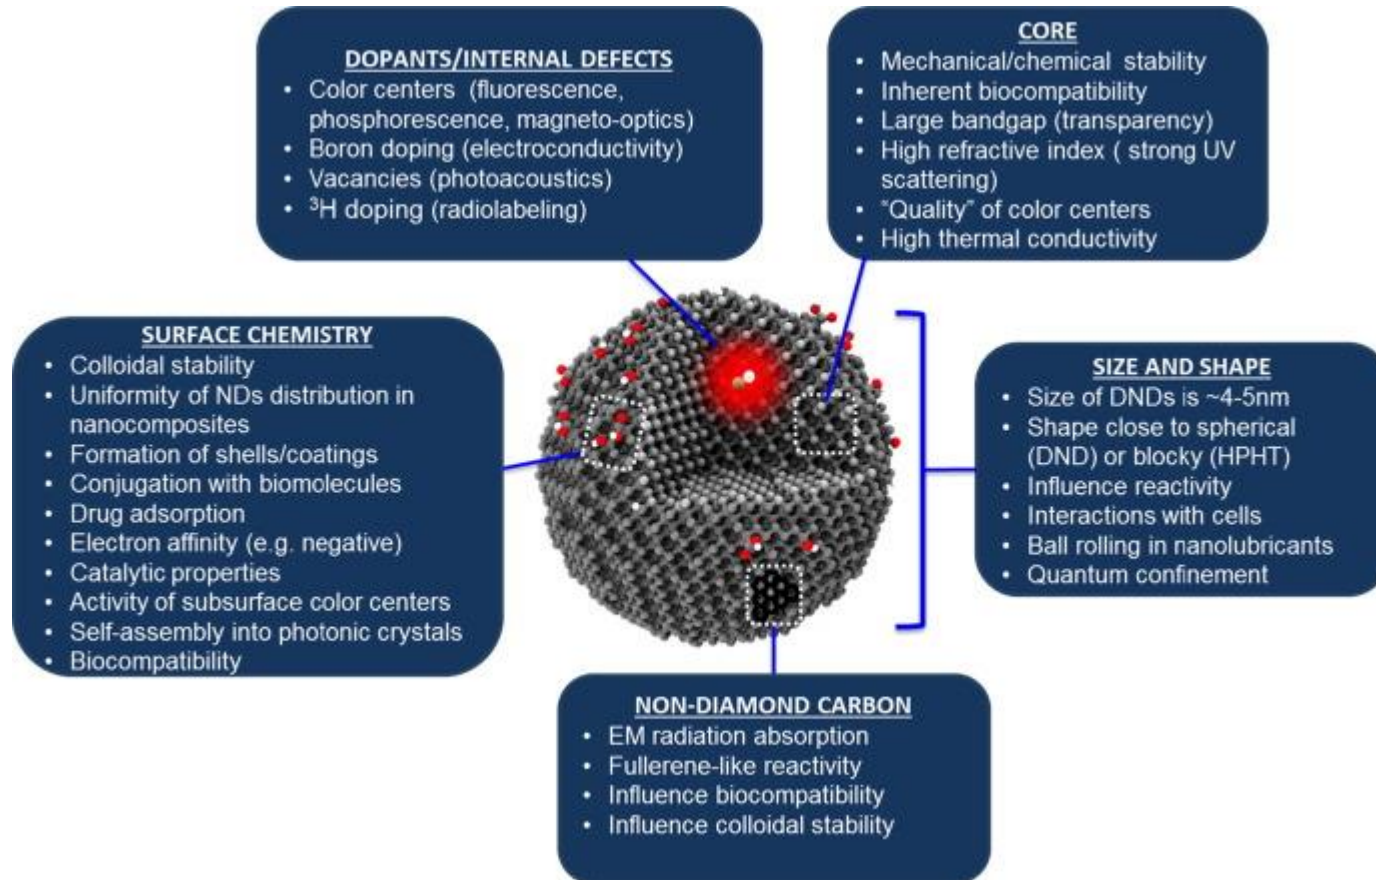 DOPANTS/INTERNAL DEFECTS
• Color centers (fluorescence,
phosphorescence, magneto-optics)
• Boron doping (electroconductivity)
• Vacancies (photoacoustics)
• ³H doping (radiolabeling)
CORE
• Mechanical/chemical stability
• Inherent biocompatibility
• Large bandgap (transparency)
• High refractive index ( strong UV
scattering)
• “Quality” of color centers
• High thermal conductivity
SURFACE CHEMISTRY
• Colloidal stability
• Uniformity of NDs distribution in
nanocomposites
• Formation of shells/coatings
• Conjugation with biomolecules
• Drug adsorption
• Electron affinity (e.g. negative)
• Catalytic properties
• Activity of subsurface color centers
• Self-assembly into photonic crystals
• Biocompatibility
SIZE AND SHAPE
• Size of DNDs is ~4-5nm
• Shape close to spherical
(DND) or blocky (HPHT)
• Influence reactivity
• Interactions with cells
• Ball rolling in nanolubricants
• Quantum confinement
NON-DIAMOND CARBON
• EM radiation absorption
• Fullerene-like reactivity
• Influence biocompatibility
• Influence colloidal stability